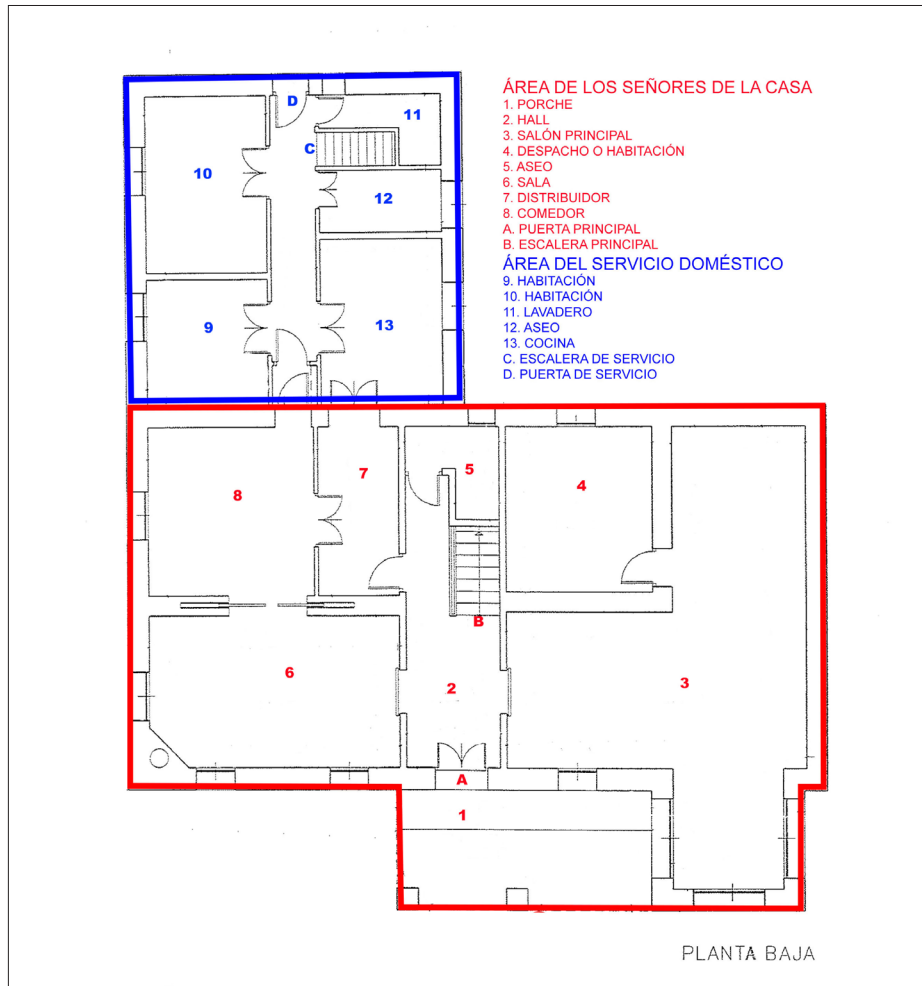 ÁREA DE LOS SEÑORES DE LA CASA
1. PORCHE
2. HALL
3. SALÓN PRINCIPAL
4. DESPACHO O HABITACIÓN
5. ASEO
6. SALA
7. DISTRIBUIDOR
8. COMEDOR
A. PUERTA PRINCIPAL
B. ESCALERA PRINCIPAL
ÁREA DEL SERVICIO DOMÉSTICO
9. HABITACIÓN
10. HABITACIÓN
11. LAVADERO
12. ASEO
13. COCINA
C. ESCALERA DE SERVICIO
D. PUERTA DE SERVICIO
D
11
C
10
12
9
13
8
7
5
4
B
6
2
3
A
1
PLANTA BAJA